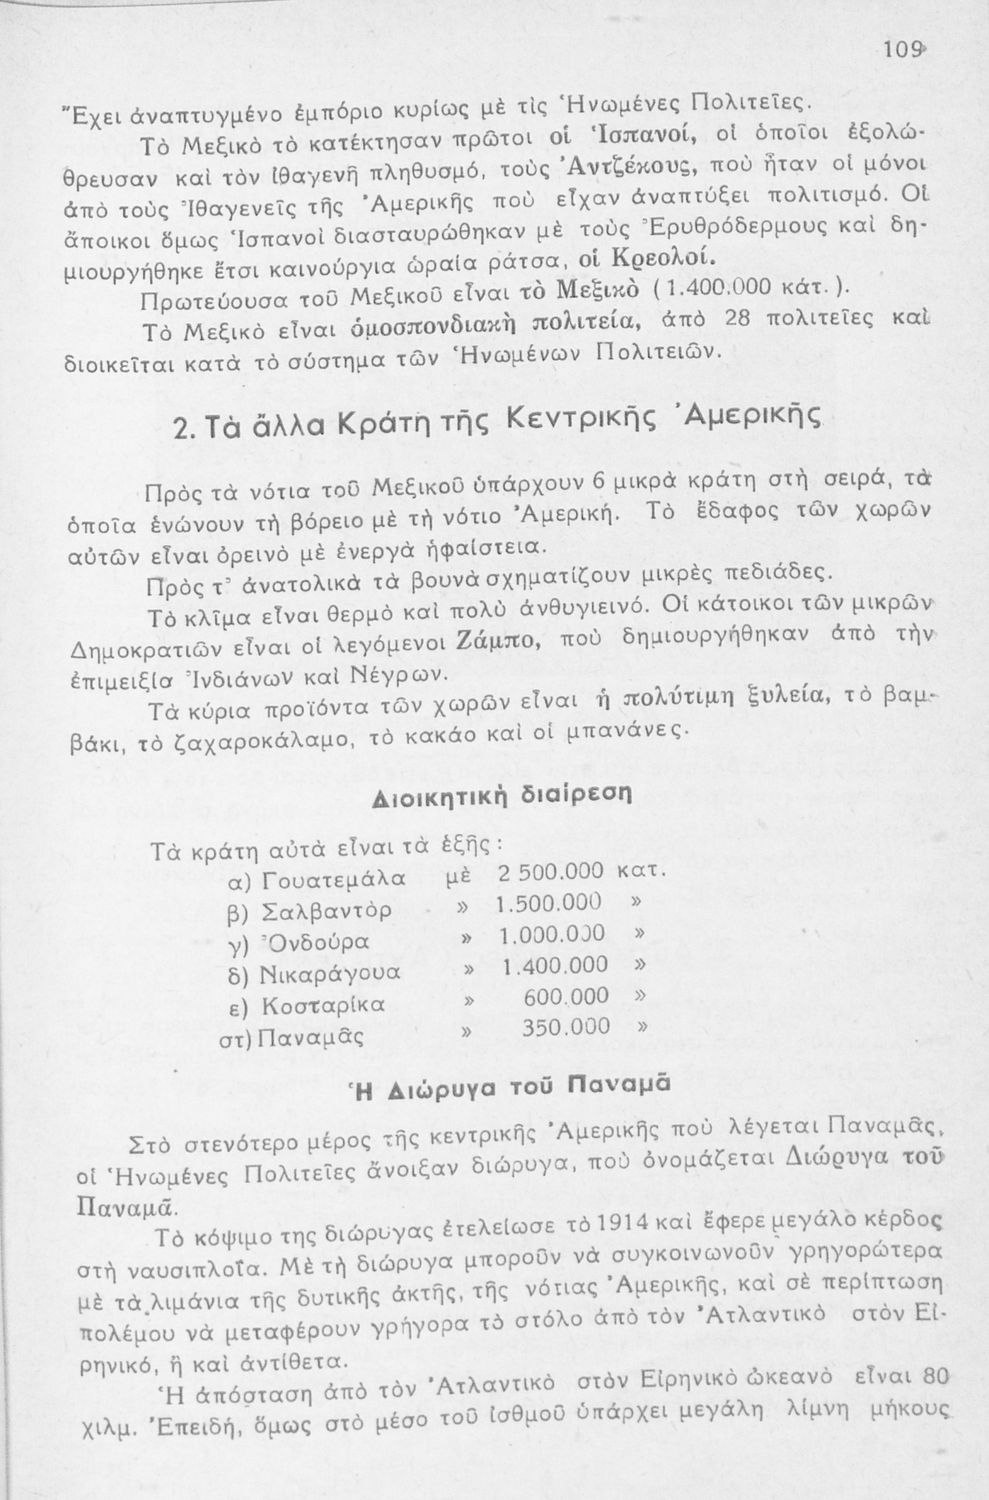 109
Ἔχει ἀναπτυγμένο ἐμπόριο κυρίως μὲ τὶς Ἡνωμένες Πολιτεῖες.
Τὸ Μεξικὸ τὸ κατέκτησαν πρῶτοι οἱ Ἱσπανοί, οἱ ὁποῖοι ἐξολώ-
θρευσαν καὶ τὸν ἰθαγενῆ πληθυσμό, τοὺς Ἀντζέκους, ποὺ ἦταν οἱ μόνοι
ἀπὸ τοὺς Ἰθαγενεῖς τῆς Ἀμερικῆς ποὺ εἶχαν ἀναπτύξει πολιτισμό. Οἱ
ἄποικοι ὅμως Ἱσπανοὶ διασταυρώθηκαν μὲ τοὺς Ἐρυθρόδερμους καὶ δη-
μιουργήθηκε ἔτσι καινούργια ὡραία ράτσα, οἱ Κρεολοί.
Πρωτεύουσα τοῦ Μεξικοῦ εἶναι τὸ Μεξικὸ (1.400.000 κάτ.).
Τὸ Μεξικὸ εἶναι ὁμοσπονδιακὴ πολιτεία, ἀπὸ 28 πολιτεῖες καὶ
διοικεῖται κατὰ τὸ σύστημα τῶν Ἡνωμένων Πολιτειῶν.
2. Τὰ ἄλλα Κράτη τῆς Κεντρικῆς Ἀμερικῆς
Πρὸς τὰ νότια τοῦ Μεξικοῦ ὑπάρχουν 6 μικρὰ κράτη στὴ σειρά, τὰ
ὁποῖα ἑνώνουν τὴ βόρειο μὲ τὴ νότιο Ἀμερική. Τὸ ἔδαφος τῶν χωρῶν
αὐτῶν εἶναι ὀρεινὸ μὲ ἐνεργὰ ἡφαίστεια.
Πρὸς τ' ἀνατολικὰ τὰ βουνὰ σχηματίζουν μικρὲς πεδιάδες.
Τὸ κλῖμα εἶναι θερμὸ καὶ πολὺ ἀνθυγιεινό. Οἱ κάτοικοι τῶν μικρῶν
Δημοκρατιῶν εἶναι οἱ λεγόμενοι Ζάμπο, ποὺ δημιουργήθηκαν ἀπὸ τὴν
ἐπιμειξία Ἰνδιάνων καὶ Νέγρων.
Τὰ κύρια προϊόντα τῶν χωρῶν εἶναι ἡ πολύτιμη ξυλεία, τὸ βαμ-
βάκι, τὸ ζαχαροκάλαμο, τὸ κακάο καὶ οἱ μπανάνες.
Διοικητικὴ διαίρεση
Τὰ κράτη αὐτὰ εἶναι τὰ ἑξῆς :
α) Γουατεμάλα μὲ 2 500.000 κατ.
β) Σαλβαντὸρ » 1.500.000 »
γ) Ὀνδούρα » 1.000.000 »
δ) Νικαράγουα » 1.400.000 »
ε) Κοσταρίκα » 600.000 »
στ) Παναμᾶς » 350.000 »
Ἡ Διώρυγα τοῦ Παναμᾶ
Στὸ στενότερο μέρος τῆς κεντρικῆς Ἀμερικῆς ποὺ λέγεται Παναμᾶς,
οἱ Ἡνωμένες Πολιτεῖες ἄνοιξαν διώρυγα, ποὺ ὀνομάζεται Διώρυγα τοῦ
Παναμᾶ.
Τὸ κόψιμο της διώρυγας ἐτελείωσε τὸ 1914 καὶ ἔφερε μεγάλο κέρδος
στὴ ναυσιπλοΐα. Μὲ τὴ διώρυγα μποροῦν νὰ συγκοινωνοῦν γρηγορώτερα
μὲ τὰ λιμάνια τῆς δυτικῆς ἀκτῆς, τῆς νότιας Ἀμερικῆς, καὶ σὲ περίπτωση
πολέμου νὰ μεταφέρουν γρήγορα τὸ στόλο ἀπὸ τὸν Ἀτλαντικὸ στὸν Εἰ-
ρηνικό, ἢ καὶ ἀντίθετα.
Ἡ ἀπόσταση ἀπὸ τὸν Ἀτλαντικὸ στὸν Εἰρηνικὸ ὠκεανὸ εἶναι 80
χιλμ. Ἐπειδή, ὅμως στὸ μέσο τοῦ ἰσθμοῦ ὑπάρχει μεγάλη λίμνη μήκους